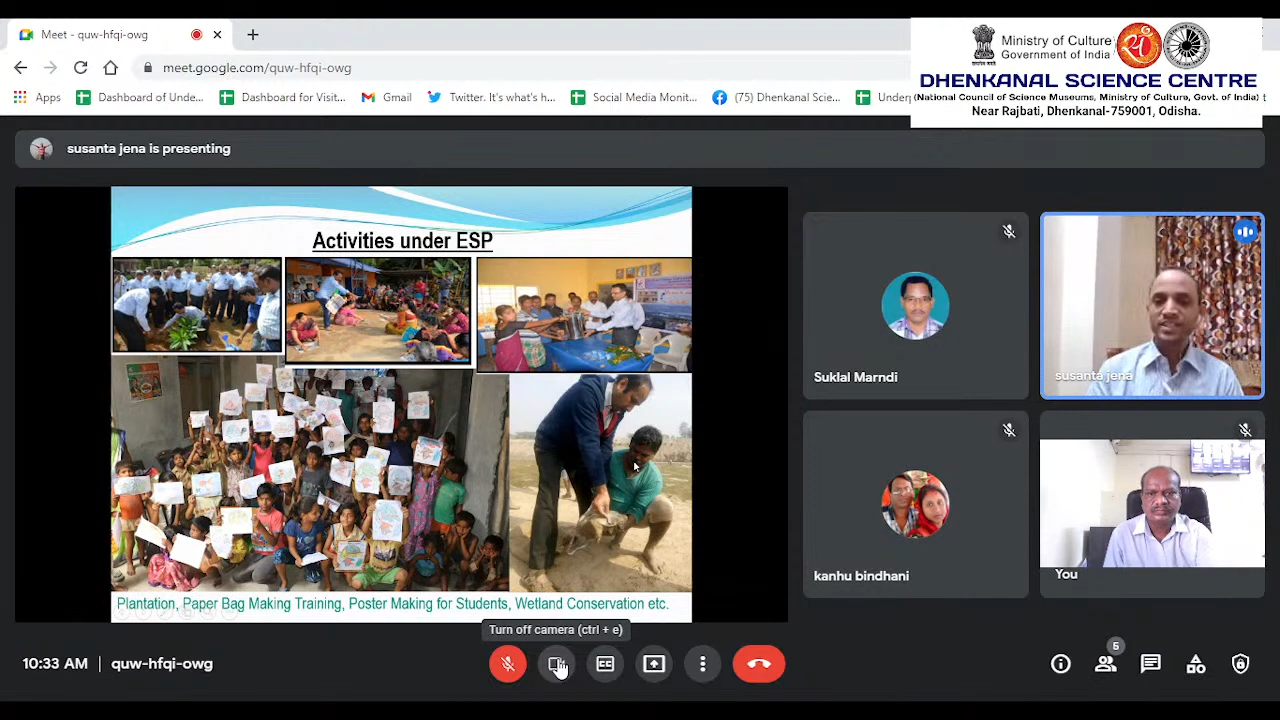 Meet - quw-hfqi-owg
meet.google.com/quw-hfqi-owg
Apps
Dashboard of Unde...
Dashboard for Visit...
Gmail
Twitter. It's what's h...
Social Media Monit...
(75) Dhenkanal Scie...
Ministry of Culture
Government of India
DHENKANAL SCIENCE CENTRE
(National Council of Science Museums, Ministry of Culture, Govt. of India)
Near Rajbati, Dhenkanal-759001, Odisha.
susanta jena is presenting
Activities under ESP
Plantation, Paper Bag Making Training, Poster Making for Students, Wetland Conservation etc.
Suklal Marndi
susanta jena
kanhu bindhani
You
Turn off camera (ctrl + e)
10:33 AM | quw-hfqi-owg
5